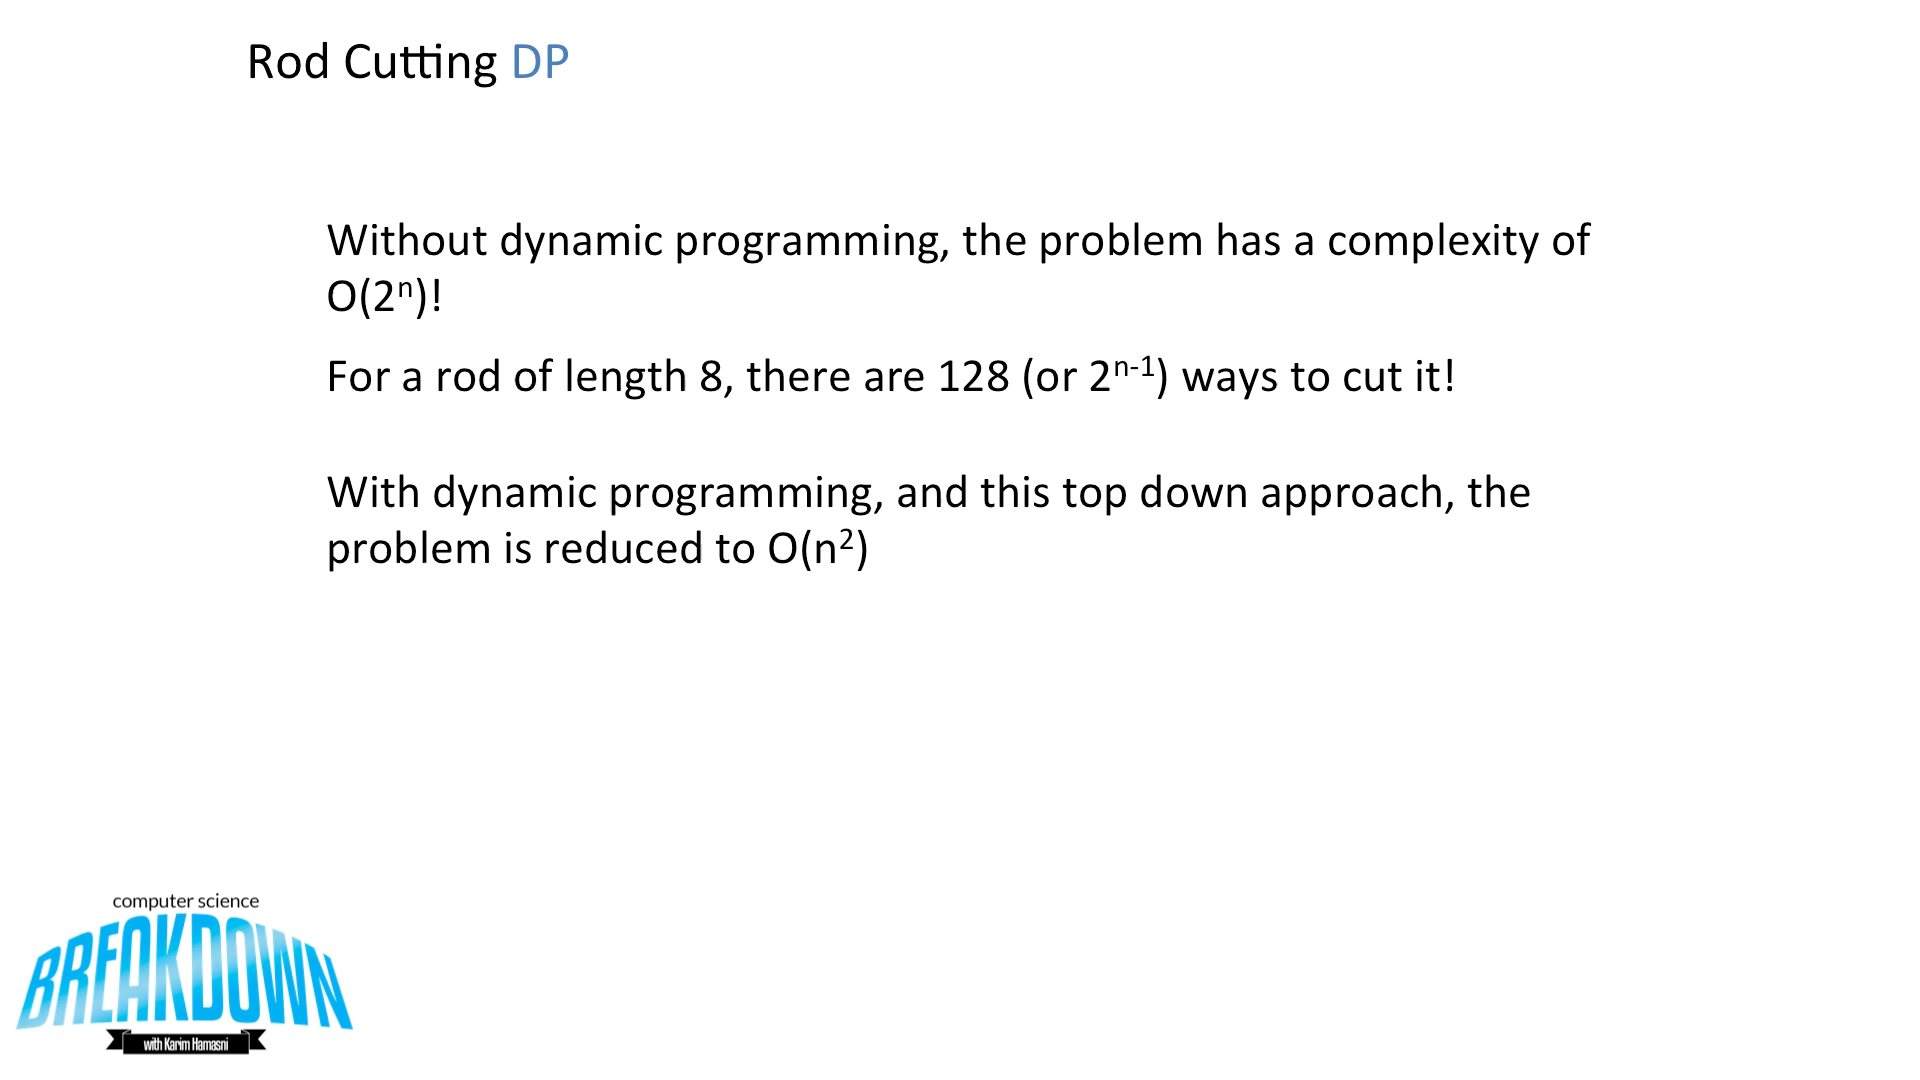 Rod Cutting DP
Without dynamic programming, the problem has a complexity of
O(2ⁿ)!
For a rod of length 8, there are 128 (or 2ⁿ⁻¹) ways to cut it!
With dynamic programming, and this top down approach, the
problem is reduced to O(n²)
computer science
BREAKDOWN
with Karim Hamasni